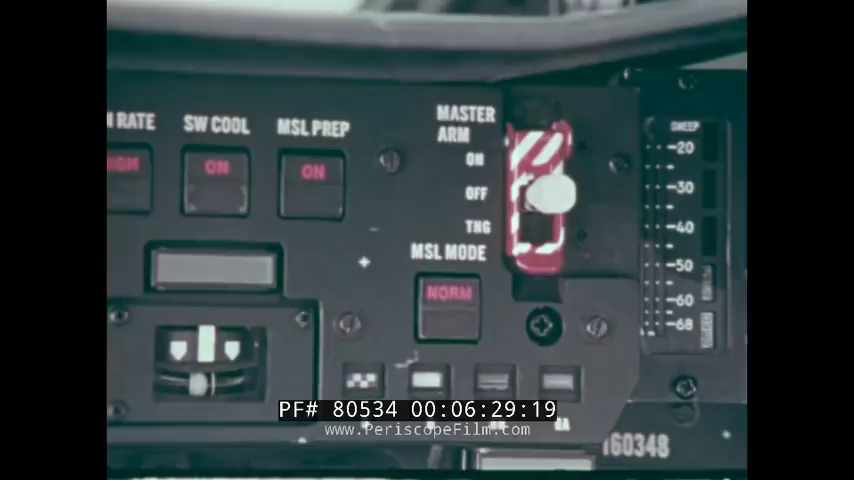 N RATE
SW COOL
MSL PREP
MASTER
ARM
HIGH
ON
ON
ON
OFF
TNG
MSL MODE
NORM
SWEEP
20
30
40
50
60
68
160348
PF# 80534 00:06:29:19
www.PeriscopeFilm.com